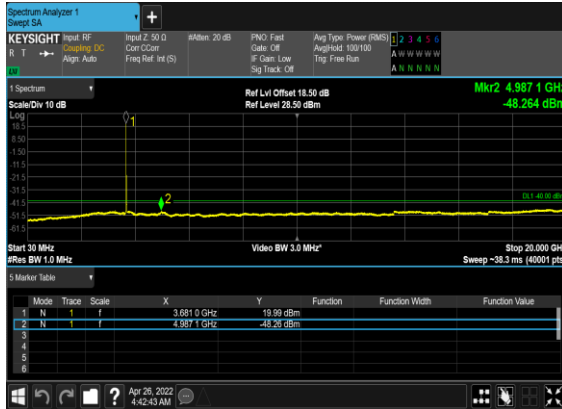 Spectrum Analyzer 1
Swept SA
+
KEYSIGHT Input: RF Input Z: 50 Ω #Atten: 20 dB PNO: Fast Avg Type: Power (RMS) 1 2 3 4 5 6
R T Coupling: DC Corr CCorr Gate: Off Avg|Hold: 100/100 A W W W W W
Align: Auto Freq Ref: Int (S) IF Gain: Low Trig: Free Run
LU Sig Track: Off A N N N N N
1 Spectrum Mkr2 4.987 1 GHz
Scale/Div 10 dB Ref Lvl Offset 18.50 dB -48.264 dBm
Ref Level 28.50 dBm
Log
18.5
8.50
-1.50
-11.5
-21.5
-31.5
-41.5
-51.5
-61.5
1
2
DL1 -40.00 dBm
Start 30 MHz Video BW 3.0 MHz* Stop 20.000 GHz
#Res BW 1.0 MHz Sweep ~38.3 ms (40001 pts)
5 Marker Table
Mode Trace Scale X Y Function Function Width Function Value
1 N 1 f 3.681 0 GHz 19.99 dBm
2 N 1 f 4.987 1 GHz -48.26 dBm
3
4
5
6
? Apr 26, 2022
4:42:43 AM